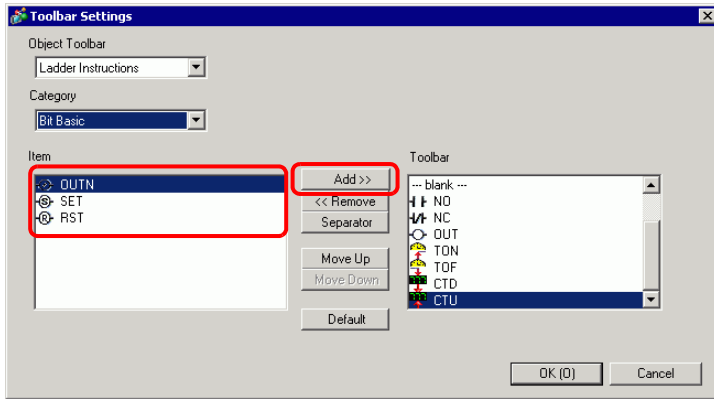 Toolbar Settings
Object Toolbar
Ladder Instructions
Category
Bit Basic
Item
OUTN
SET
RST
Add >>
<< Remove
Separator
Move Up
Move Down
Default
Toolbar
--- blank ---
NO
NC
OUT
TON
TOF
CTD
CTU
OK (O)
Cancel